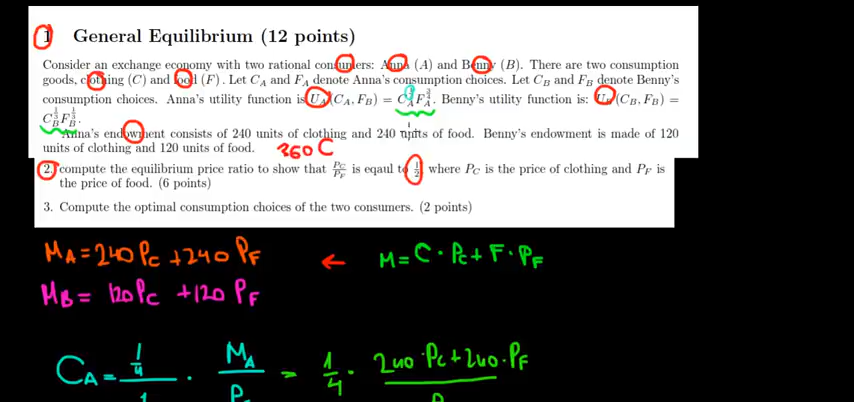 1 General Equilibrium (12 points)
Consider an exchange economy with two rational consumers: Anna (A) and Benny (B). There are two consumption
goods, clothing (C) and food (F). Let C_A and F_A denote Anna's consumption choices. Let C_B and F_B denote Benny's
consumption choices. Anna's utility function is U_A(C_A, F_B) = C_A F_A^{3/4}. Benny's utility function is: U_B(C_B, F_B) =
C_B^{1/3} F_B^{1/3}.
Anna's endowment consists of 240 units of clothing and 240 units of food. Benny's endowment is made of 120
units of clothing and 120 units of food. 360 C
2. compute the equilibrium price ratio to show that P_C/P_F is eqaul to 1/2, where P_C is the price of clothing and P_F is
the price of food. (6 points)
3. Compute the optimal consumption choices of the two consumers. (2 points)
M_A = 240 P_C + 240 P_F ← M = C · P_C + F · P_F
M_B = 120 P_C + 120 P_F
C_A = 1/4 / 1 · M_A / P = 1/4 · 240 · P_C + 240 · P_F